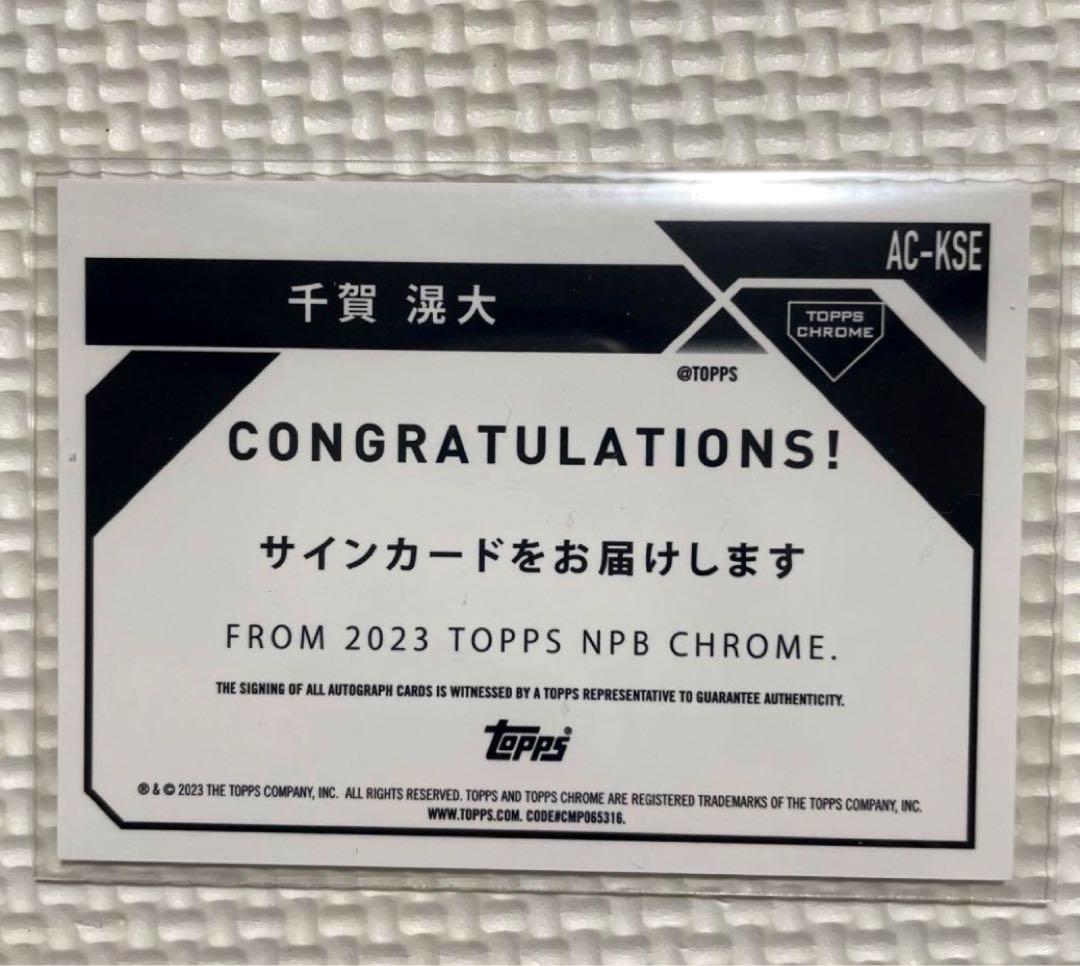 AC-KSE
千賀 滉大
TOPPS
CHROME
@TOPPS
CONGRATULATIONS!
サインカードをお届けします
FROM 2023 TOPPS NPB CHROME.
THE SIGNING OF ALL AUTOGRAPH CARDS IS WITNESSED BY A TOPPS REPRESENTATIVE TO GUARANTEE AUTHENTICITY.
topps®
® & © 2023 THE TOPPS COMPANY, INC. ALL RIGHTS RESERVED. TOPPS AND TOPPS CHROME ARE REGISTERED TRADEMARKS OF THE TOPPS COMPANY, INC.
WWW.TOPPS.COM. CODE#CMP065316.